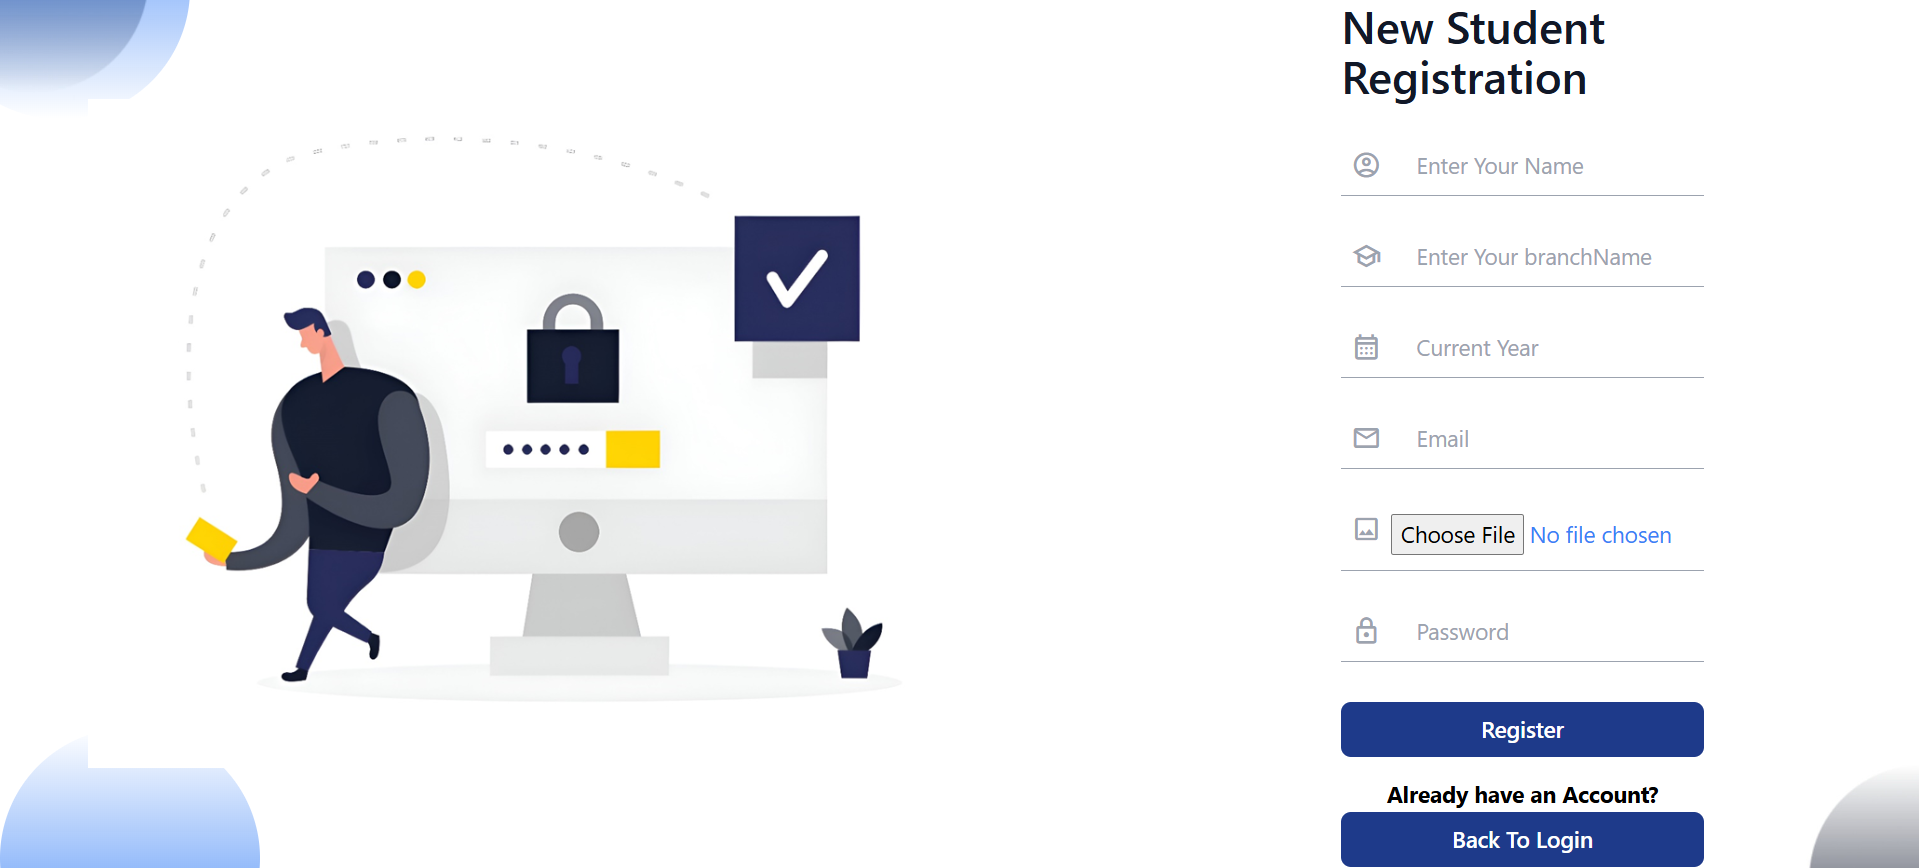 New Student
Registration
Enter Your Name
Enter Your branchName
Current Year
Email
Choose File No file chosen
Password
Register
Already have an Account?
Back To Login